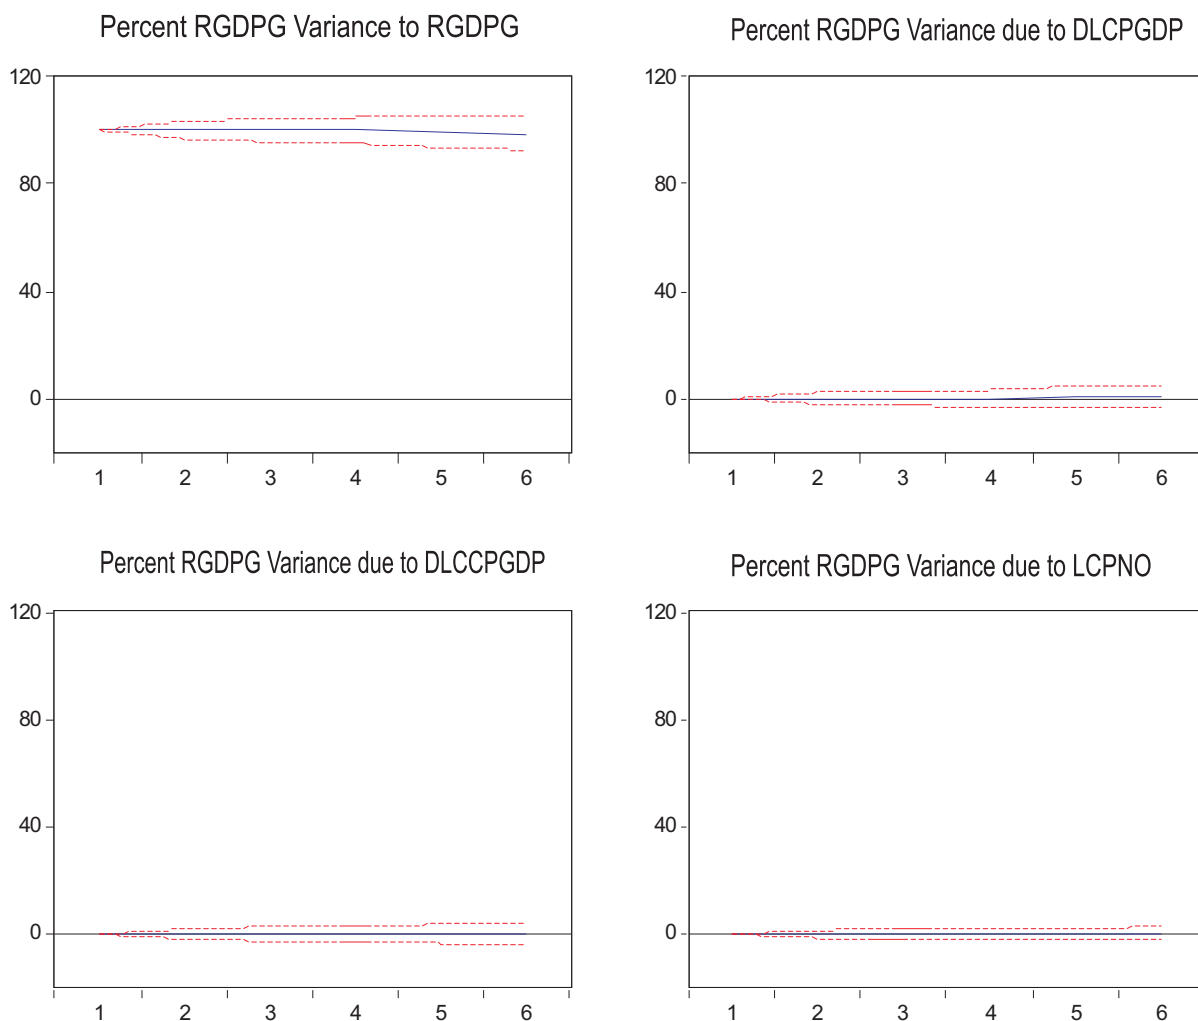 Percent RGDPG Variance to RGDPG
120
80
40
0
1 2 3 4 5 6
Percent RGDPG Variance due to DLCPGDP
120
80
40
0
1 2 3 4 5 6
Percent RGDPG Variance due to DLCCPGDP
120
80
40
0
1 2 3 4 5 6
Percent RGDPG Variance due to LCPNO
120
80
40
0
1 2 3 4 5 6